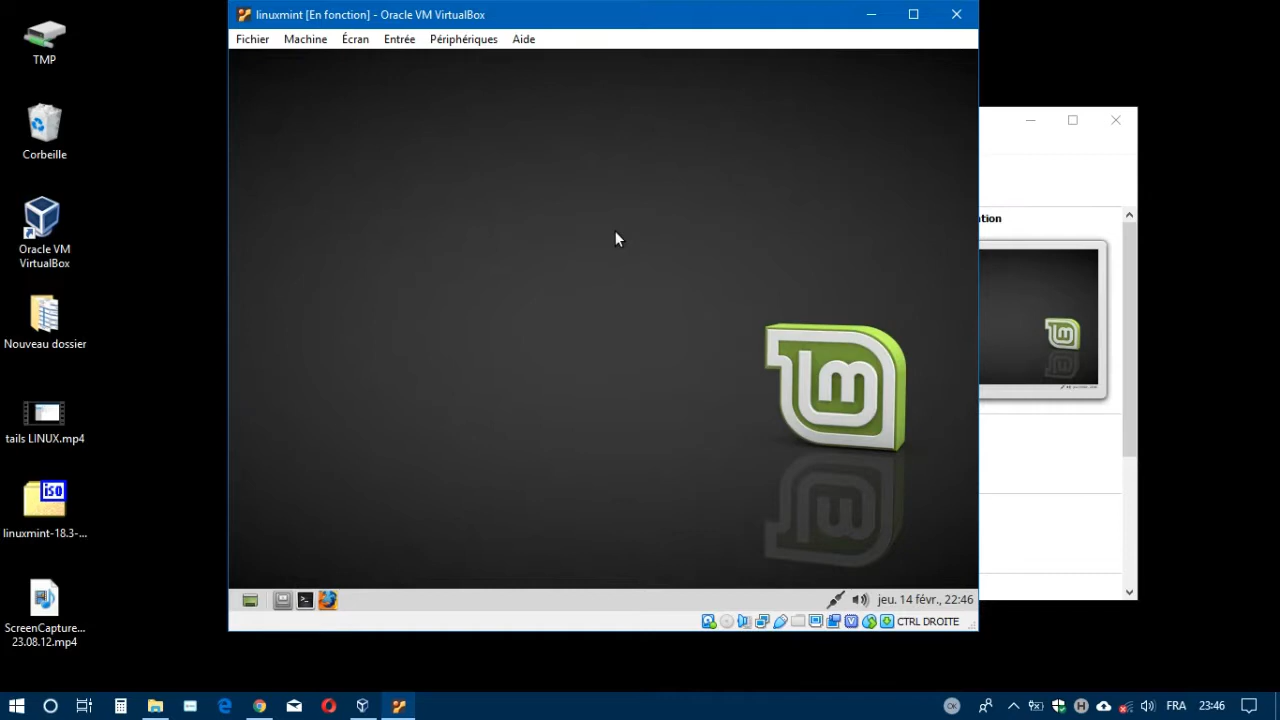 linuxmint [En fonction] - Oracle VM VirtualBox
Fichier Machine Écran Entrée Périphériques Aide
TMP
Corbeille
Oracle VM
VirtualBox
Nouveau dossier
tails LINUX.mp4
iso
linuxmint-18.3-...
ScreenCapture...
23.08.12.mp4
lm
jeu. 14 févr., 22:46
CTRL DROITE
FRA
23:46